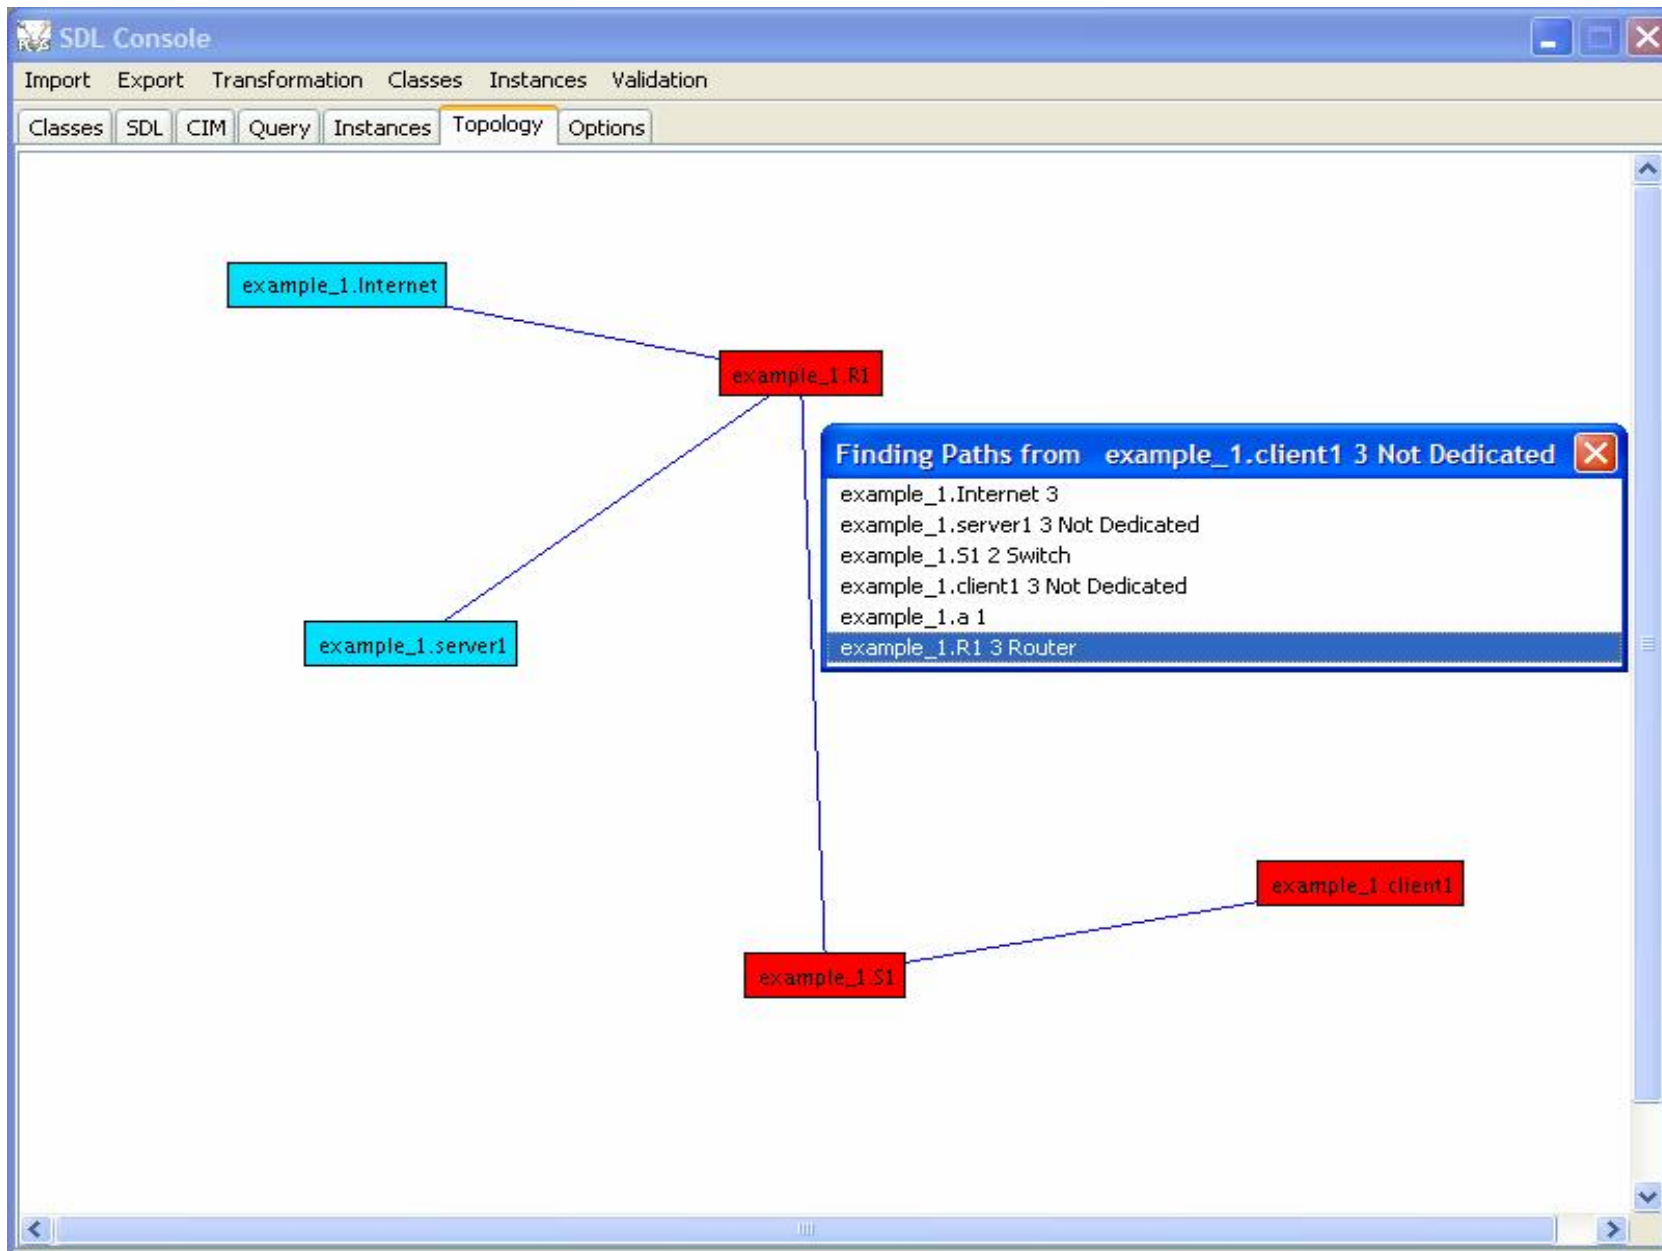 SDL Console
Import Export Transformation Classes Instances Validation
Classes SDL CIM Query Instances Topology Options
example_1.Internet
example_1.R1
Finding Paths from example_1.client1 3 Not Dedicated
example_1.Internet 3
example_1.server1 3 Not Dedicated
example_1.S1 2 Switch
example_1.client1 3 Not Dedicated
example_1.a 1
example_1.R1 3 Router
example_1.server1
example_1.client1
example_1.S1